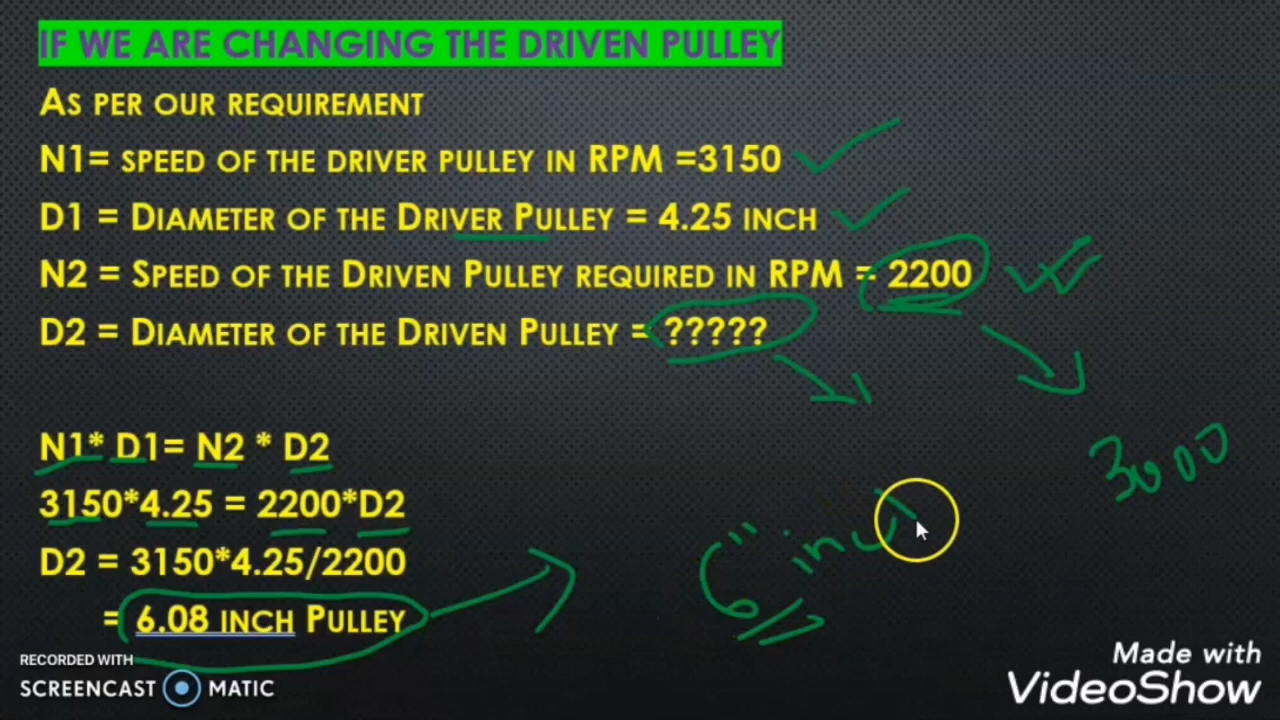 IF WE ARE CHANGING THE DRIVEN PULLEY
AS PER OUR REQUIREMENT
N1= SPEED OF THE DRIVER PULLEY IN RPM =3150
D1 = DIAMETER OF THE DRIVER PULLEY = 4.25 INCH
N2 = SPEED OF THE DRIVEN PULLEY REQUIRED IN RPM = 2200
D2 = DIAMETER OF THE DRIVEN PULLEY = ?????
3000
N1* D1= N2 * D2
3150*4.25 = 2200*D2
6"
D2 = 3150*4.25/2200
= 6.08 INCH PULLEY
RECORDED WITH
SCREENCAST MATIC
Made with
VideoShow